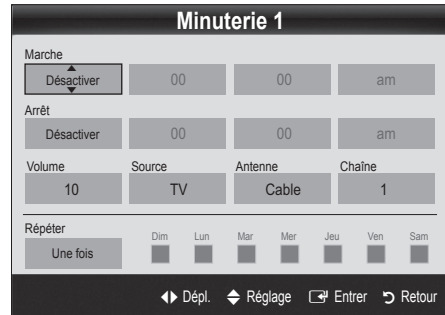 Minuterie 1
Marche
Désactiver 00 00 am
Arrêt
Désactiver 00 00 am
Volume Source Antenne Chaîne
10 TV Cable 1
Répéter Dim Lun Mar Mer Jeu Ven Sam
Une fois
Dépl. Réglage Entrer Retour